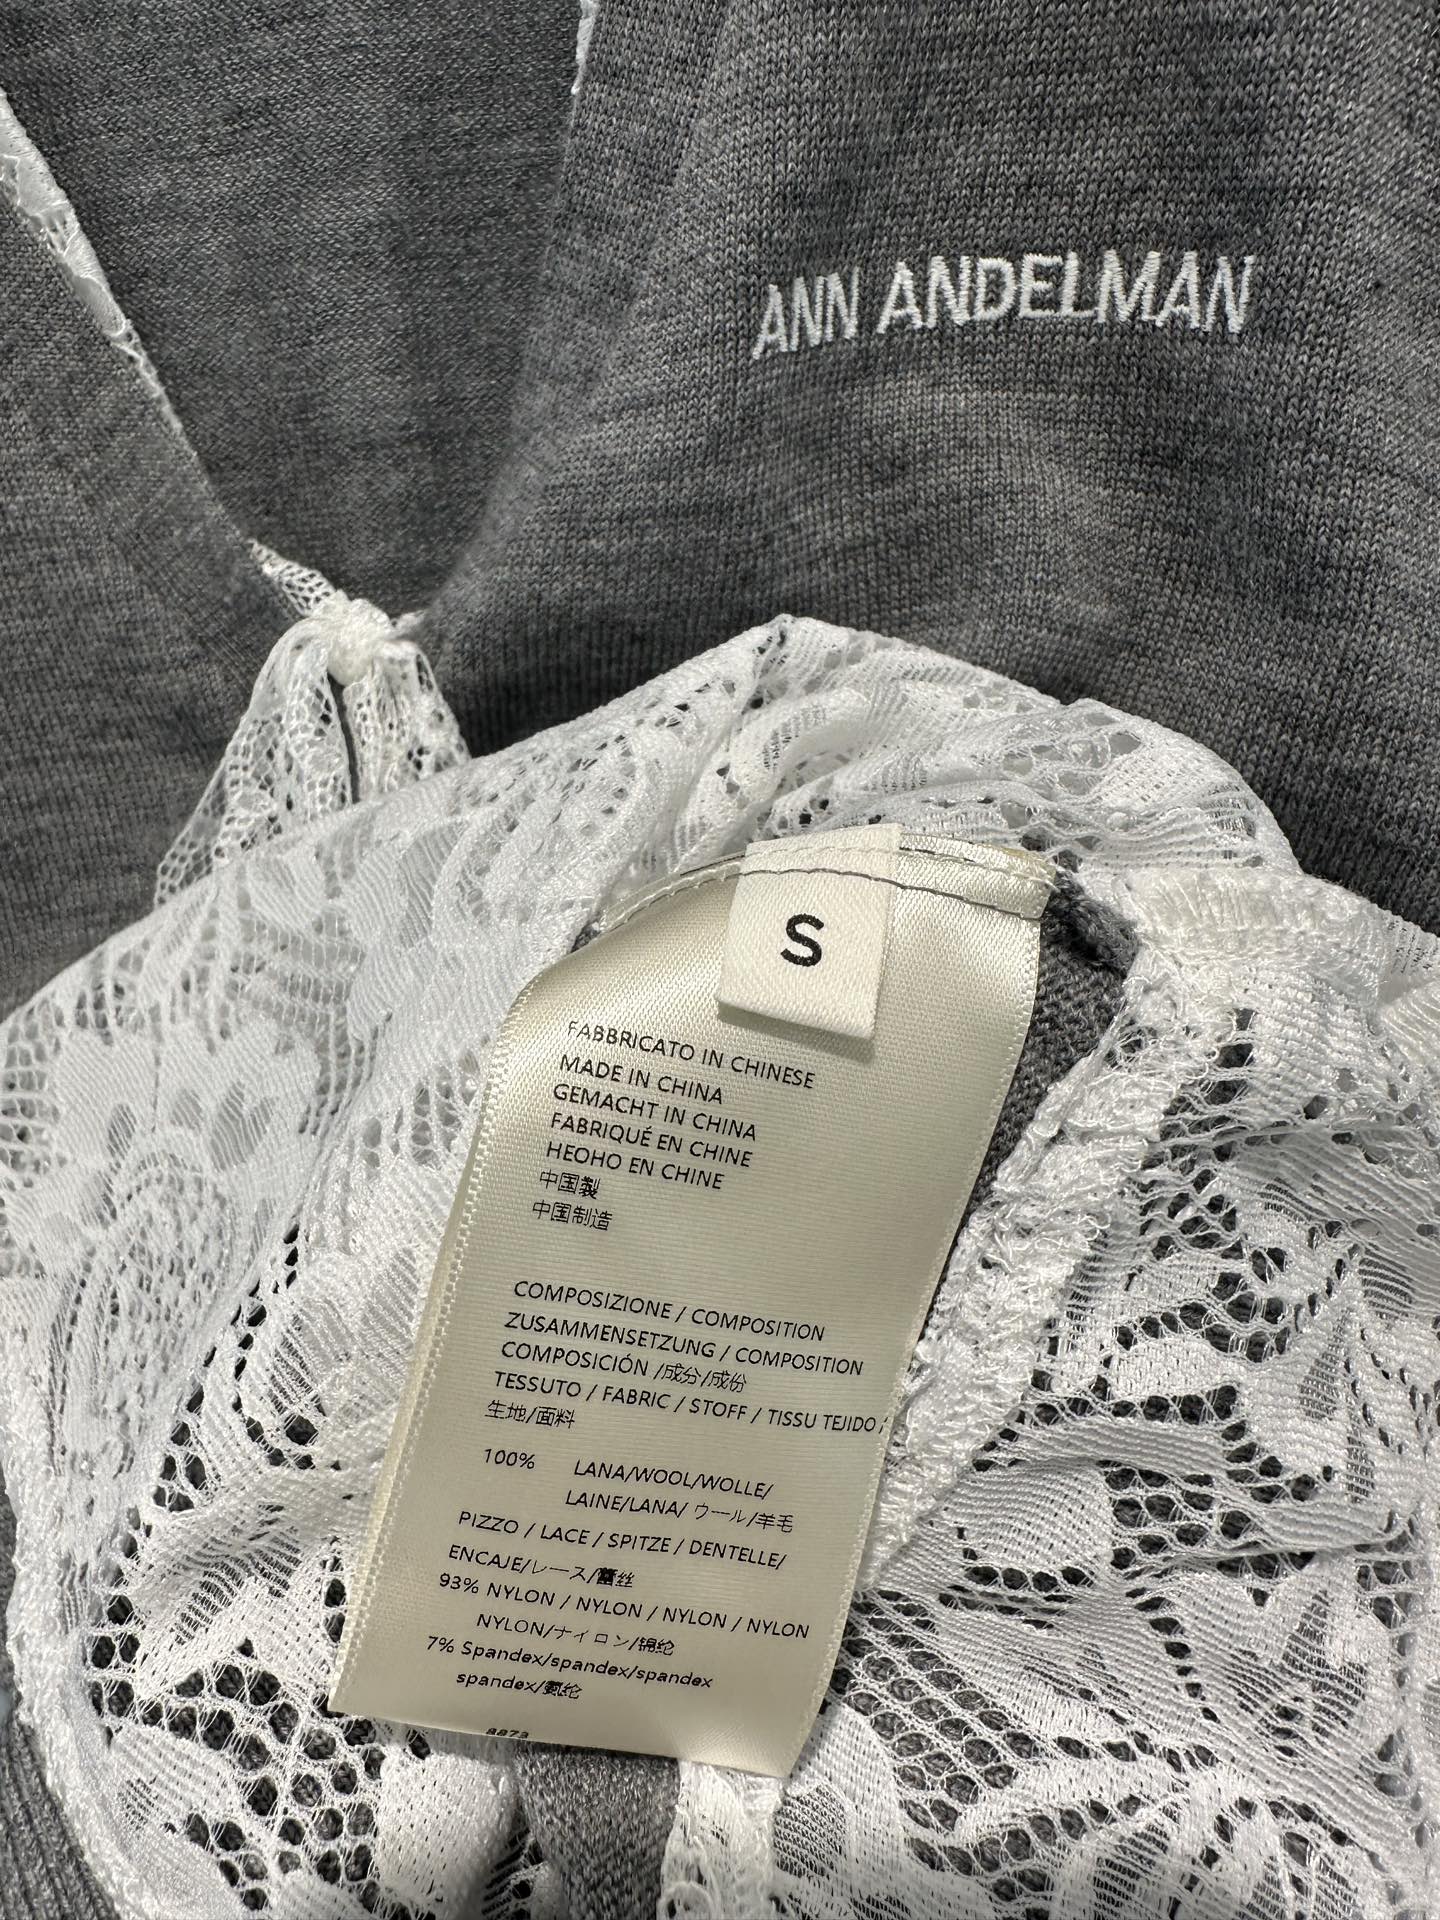 ANN ANDELMAN
S
FABBRICATO IN CHINESE
MADE IN CHINA
GEMACHT IN CHINA
FABRIQUÉ EN CHINE
HEOHO EN CHINE
中国製
中国制造
COMPOSIZIONE / COMPOSITION
ZUSAMMENSETZUNG / COMPOSITION
COMPOSICIÓN /成分/成份
TESSUTO / FABRIC / STOFF / TISSU TEJIDO /
生地/面料
100% LANA/WOOL/WOLLE/
LAINE/LANA/ ウール/羊毛
PIZZO / LACE / SPITZE / DENTELLE/
ENCAJE/レース/蕾丝
93% NYLON / NYLON / NYLON / NYLON
NYLON/ナイロン/锦纶
7% Spandex/spandex/spandex
spandex/氨纶